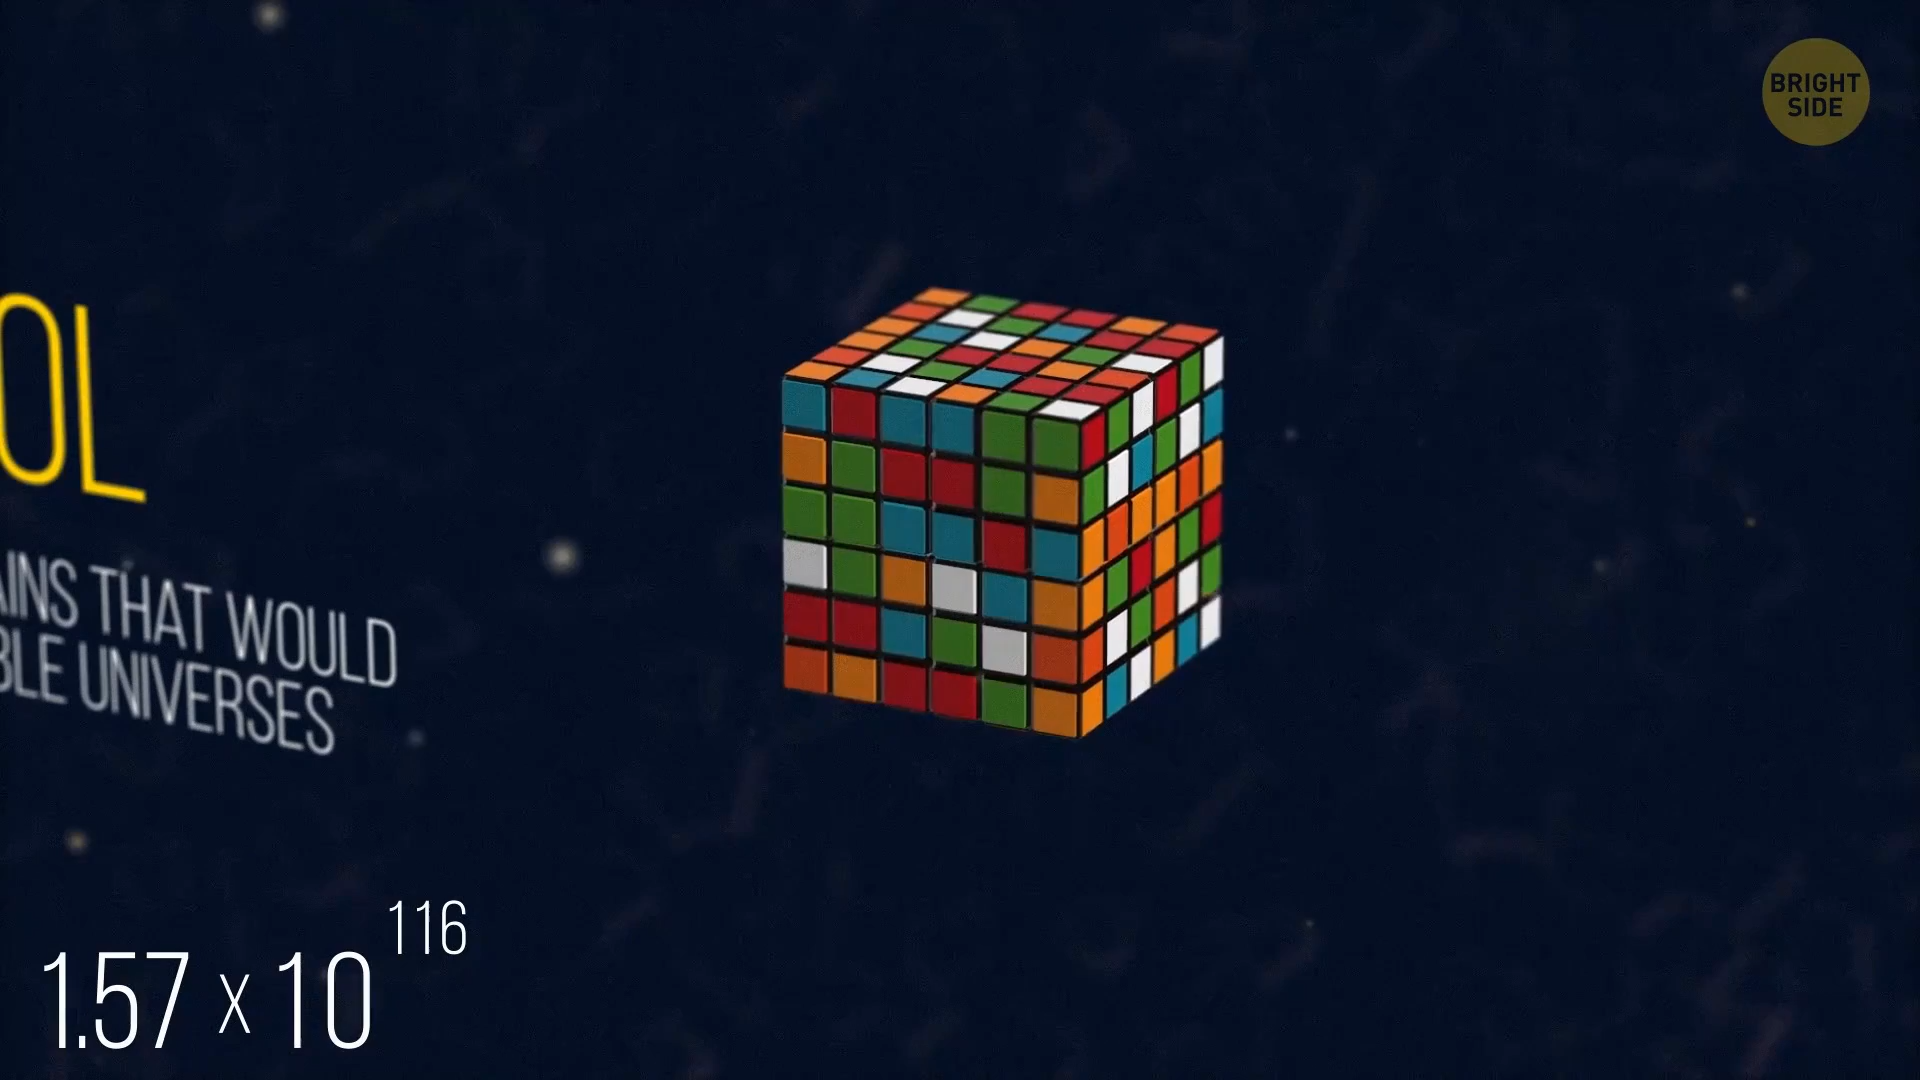 OL
AINS THAT WOULD
BLE UNIVERSES
1.57 x 10
116
BRIGHT
SIDE